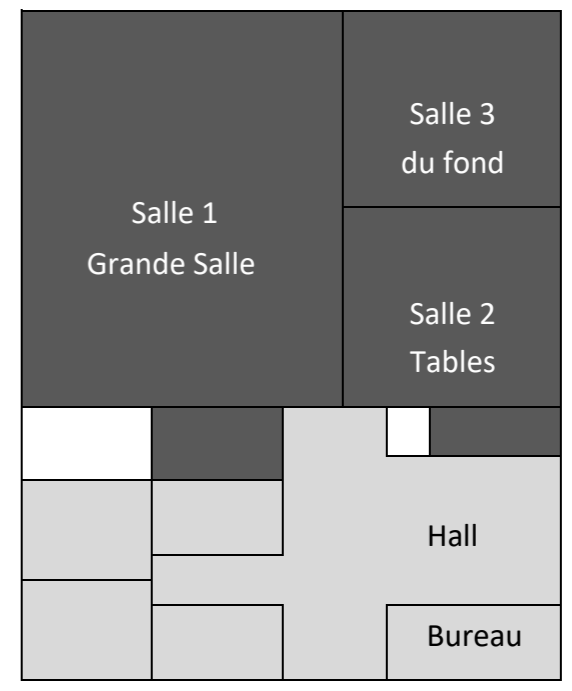 Salle 3
du fond
Salle 1
Grande Salle
Salle 2
Tables
Hall
Bureau